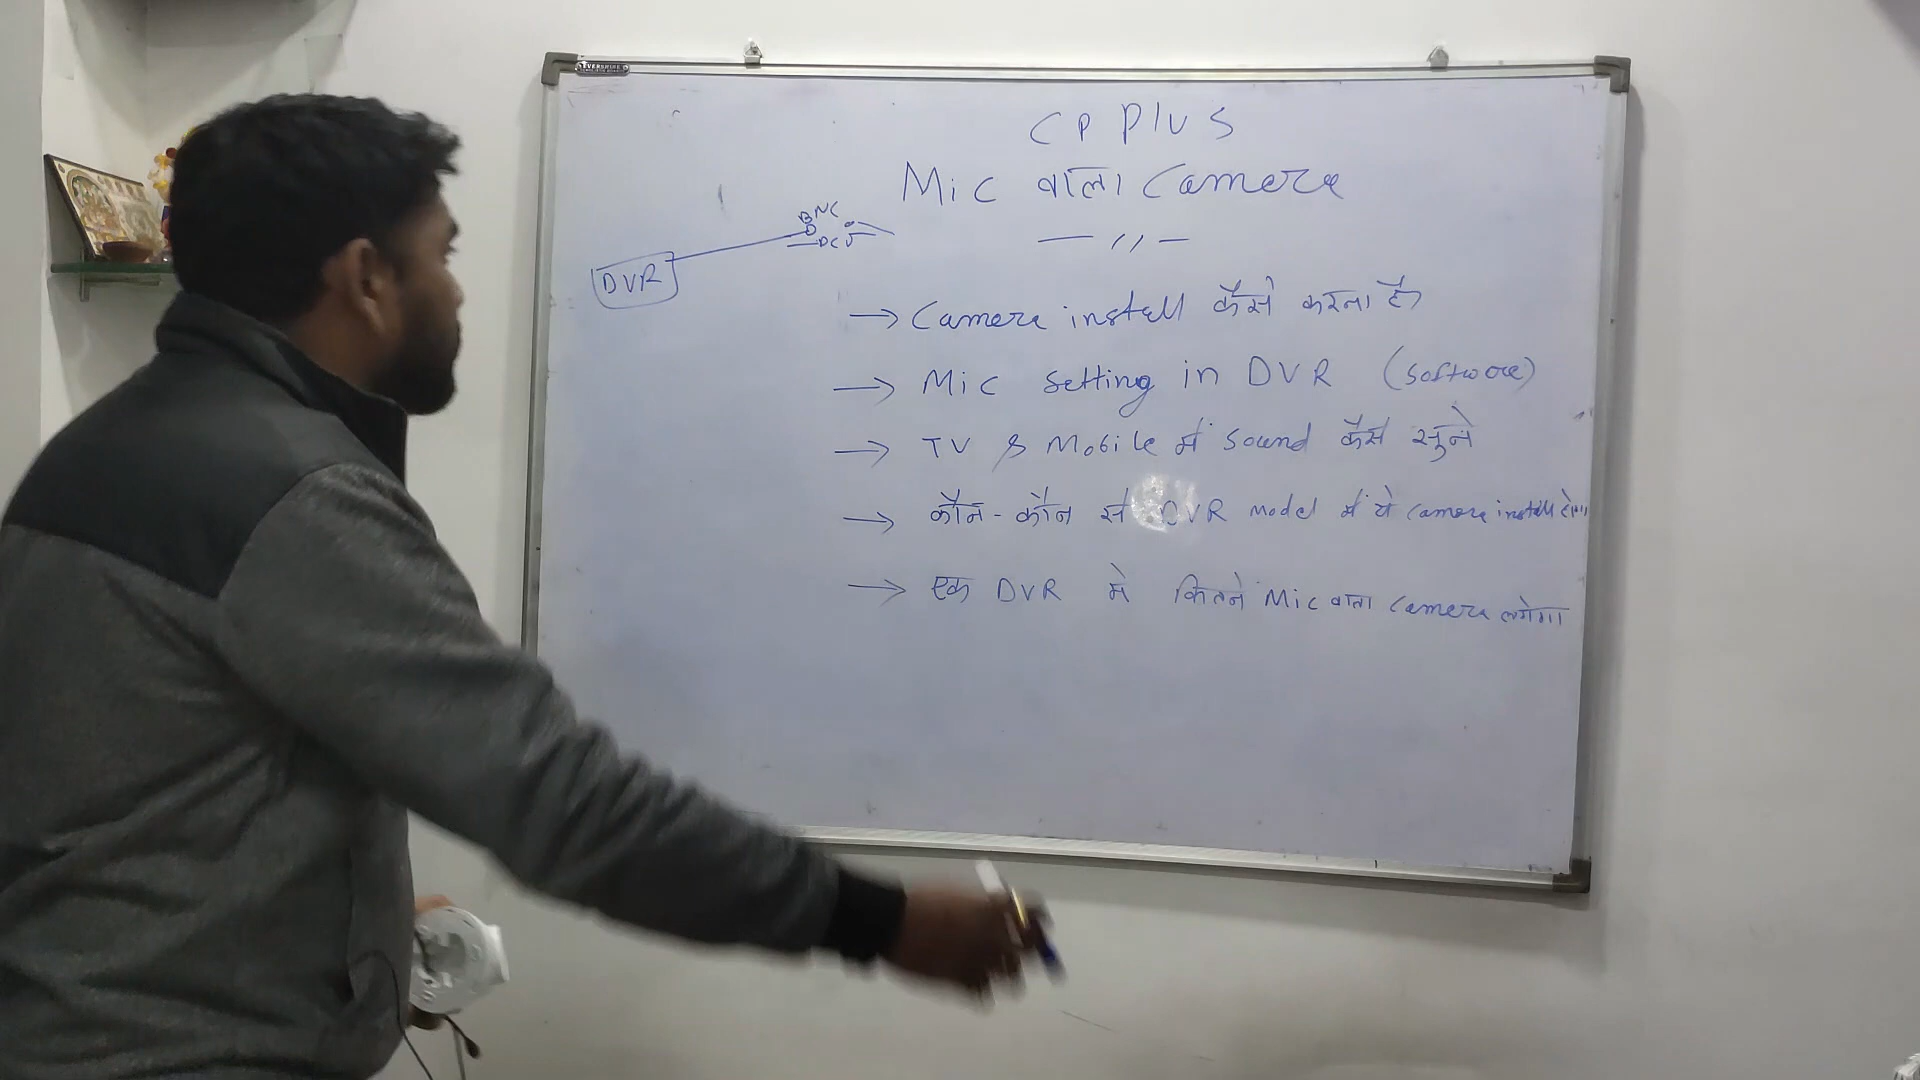 EVERSHINE
CP PlUS
Mic वाला Camera
— ,, —
BNC
DC
DVR
→ Camera install कैसे करना है
→ Mic Setting in DVR (Software)
→ TV & Mobile में Sound कैसे सुने
→ कौन - कौन से DVR model में ये Camera install होगा
→ एक DVR मे कितने Mic वाला Camera लगेगा